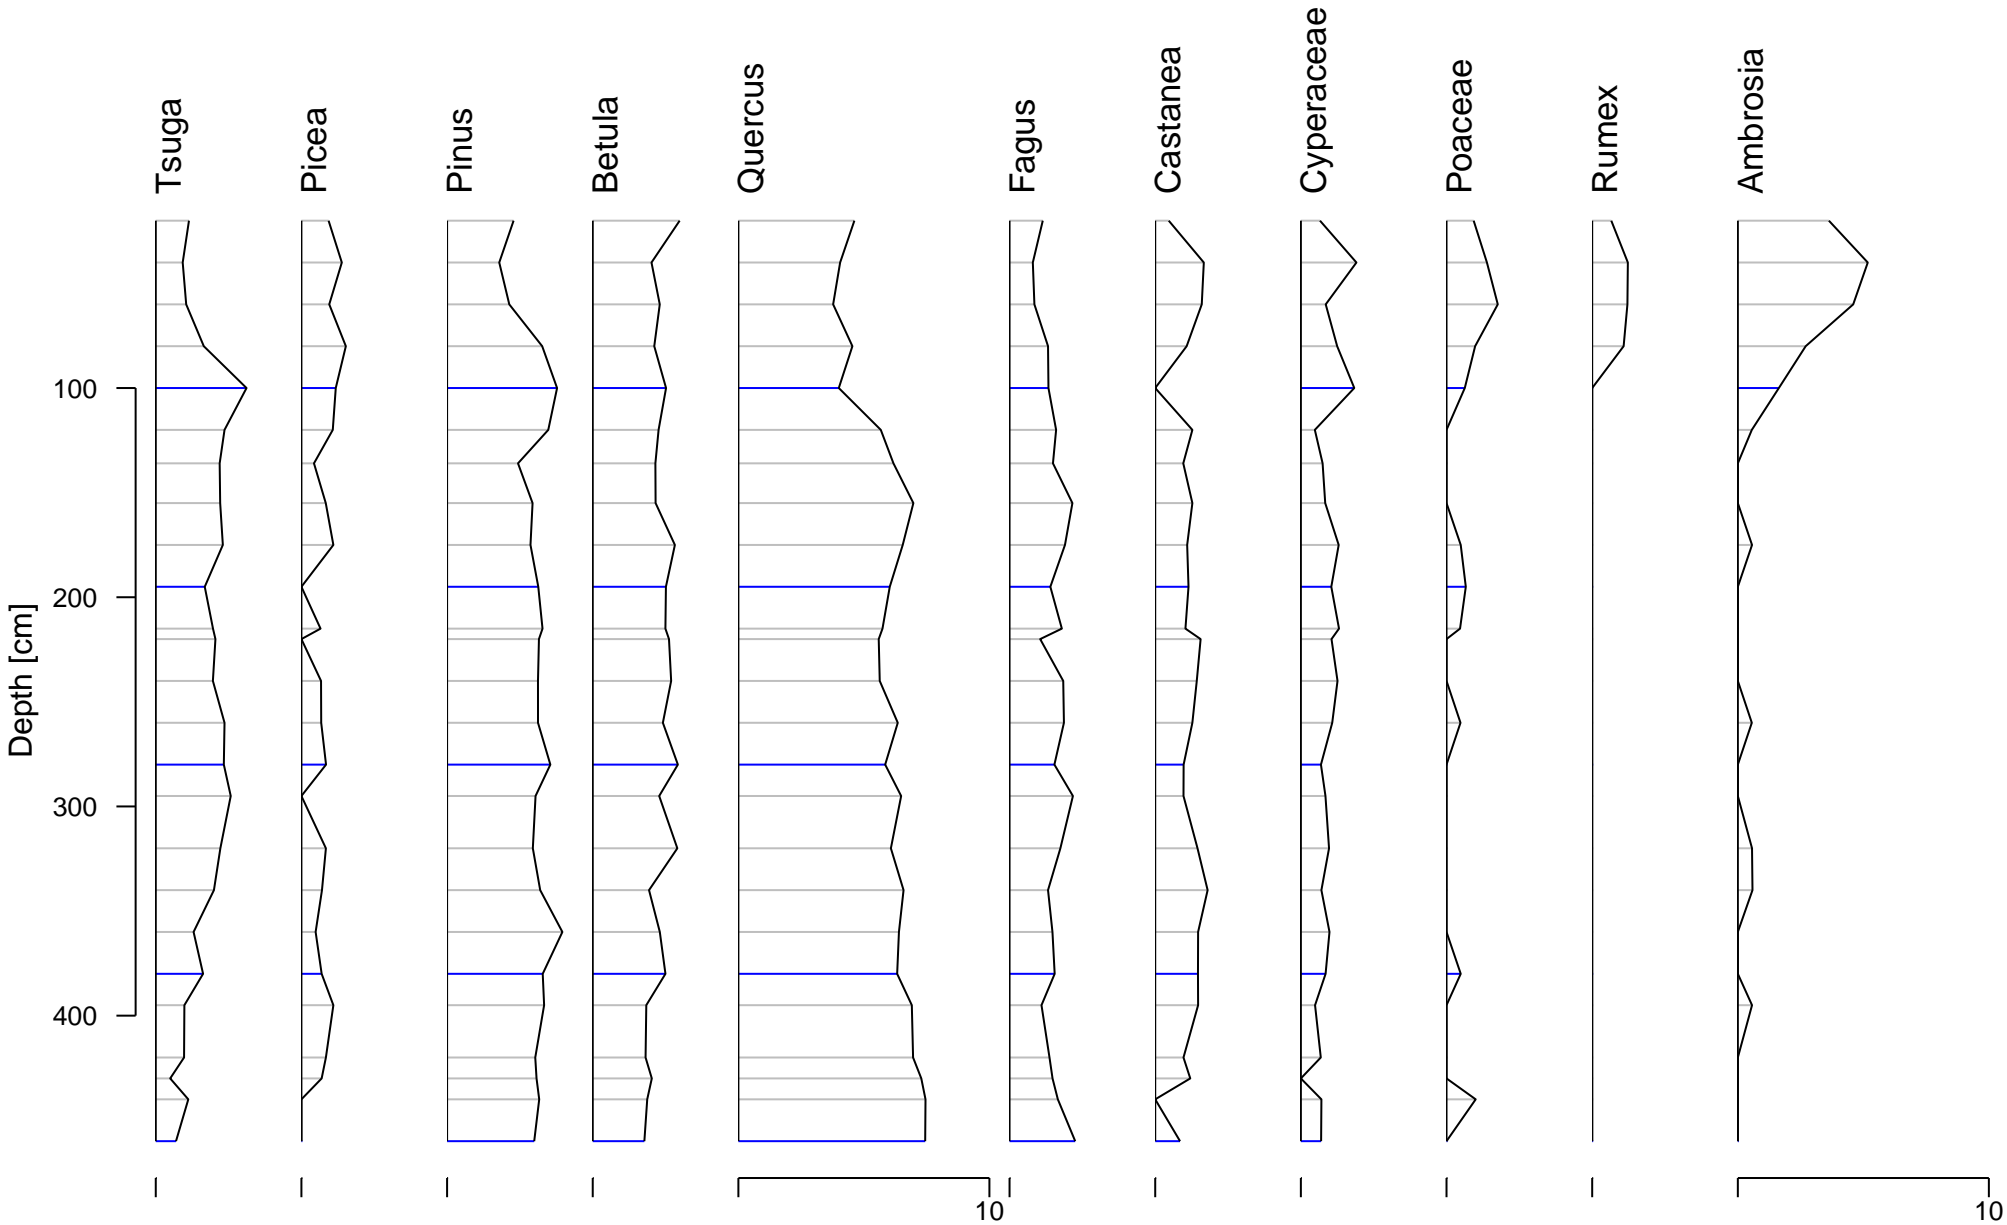 Tsuga
Picea
Pinus
Betula
Quercus
Fagus
Castanea
Cyperaceae
Poaceae
Rumex
Ambrosia
Depth [cm]
100
200
300
400
10
10